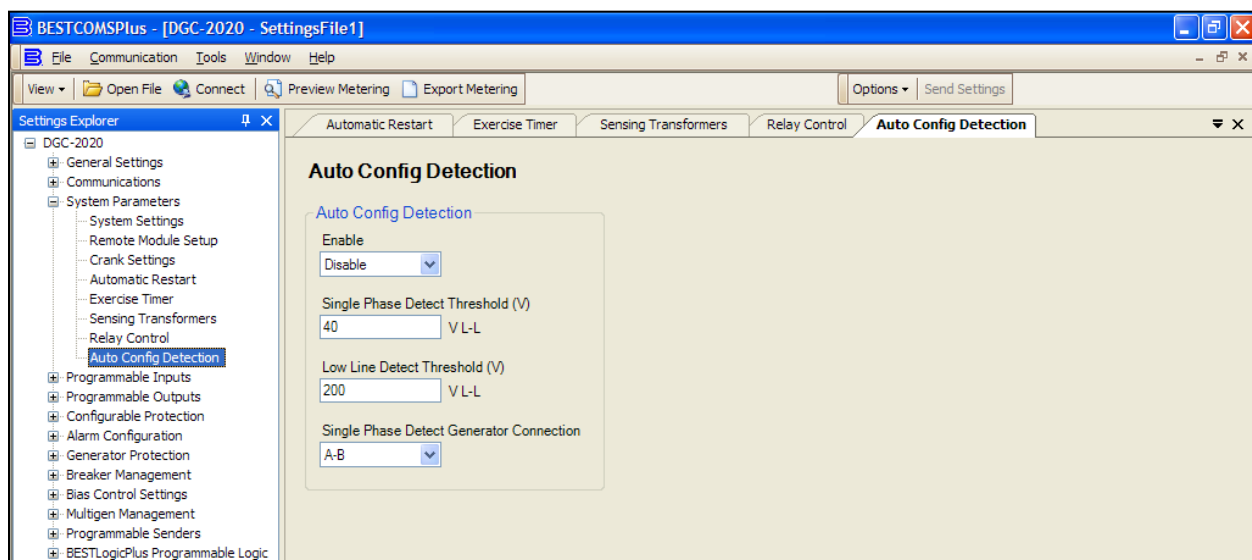 BESTCOMSPlus - [DGC-2020 - SettingsFile1]
File Communication Tools Window Help
View Open File Connect Preview Metering Export Metering Options Send Settings
Settings Explorer
Automatic Restart Exercise Timer Sensing Transformers Relay Control Auto Config Detection
DGC-2020
General Settings
Communications
System Parameters
System Settings
Remote Module Setup
Crank Settings
Automatic Restart
Exercise Timer
Sensing Transformers
Relay Control
Auto Config Detection
Programmable Inputs
Programmable Outputs
Configurable Protection
Alarm Configuration
Generator Protection
Breaker Management
Bias Control Settings
Multigen Management
Programmable Senders
BESTLogicPlus Programmable Logic
Auto Config Detection
Auto Config Detection
Enable
Disable
Single Phase Detect Threshold (V)
40 V L-L
Low Line Detect Threshold (V)
200 V L-L
Single Phase Detect Generator Connection
A-B